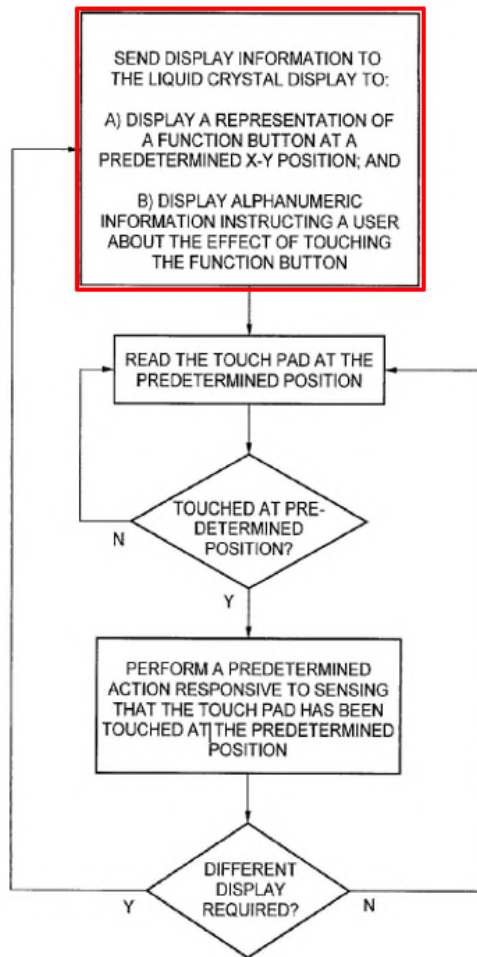 SEND DISPLAY INFORMATION TO
THE LIQUID CRYSTAL DISPLAY TO:
A) DISPLAY A REPRESENTATION OF
A FUNCTION BUTTON AT A
PREDETERMINED X-Y POSITION; AND
B) DISPLAY ALPHANUMERIC
INFORMATION INSTRUCTING A USER
ABOUT THE EFFECT OF TOUCHING
THE FUNCTION BUTTON
READ THE TOUCH PAD AT THE
PREDETERMINED POSITION
TOUCHED AT PRE-
DETERMINED
POSITION?
N
Y
PERFORM A PREDETERMINED
ACTION RESPONSIVE TO SENSING
THAT THE TOUCH PAD HAS BEEN
TOUCHED AT THE PREDETERMINED
POSITION
DIFFERENT
DISPLAY
REQUIRED?
Y
N